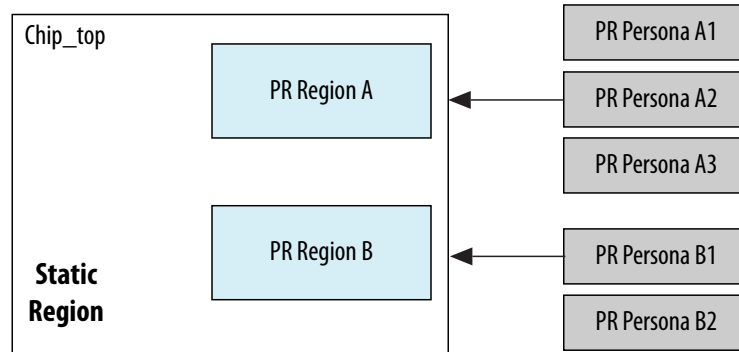 Chip_top
PR Region A
PR Region B
Static
Region
PR Persona A1
PR Persona A2
PR Persona A3
PR Persona B1
PR Persona B2